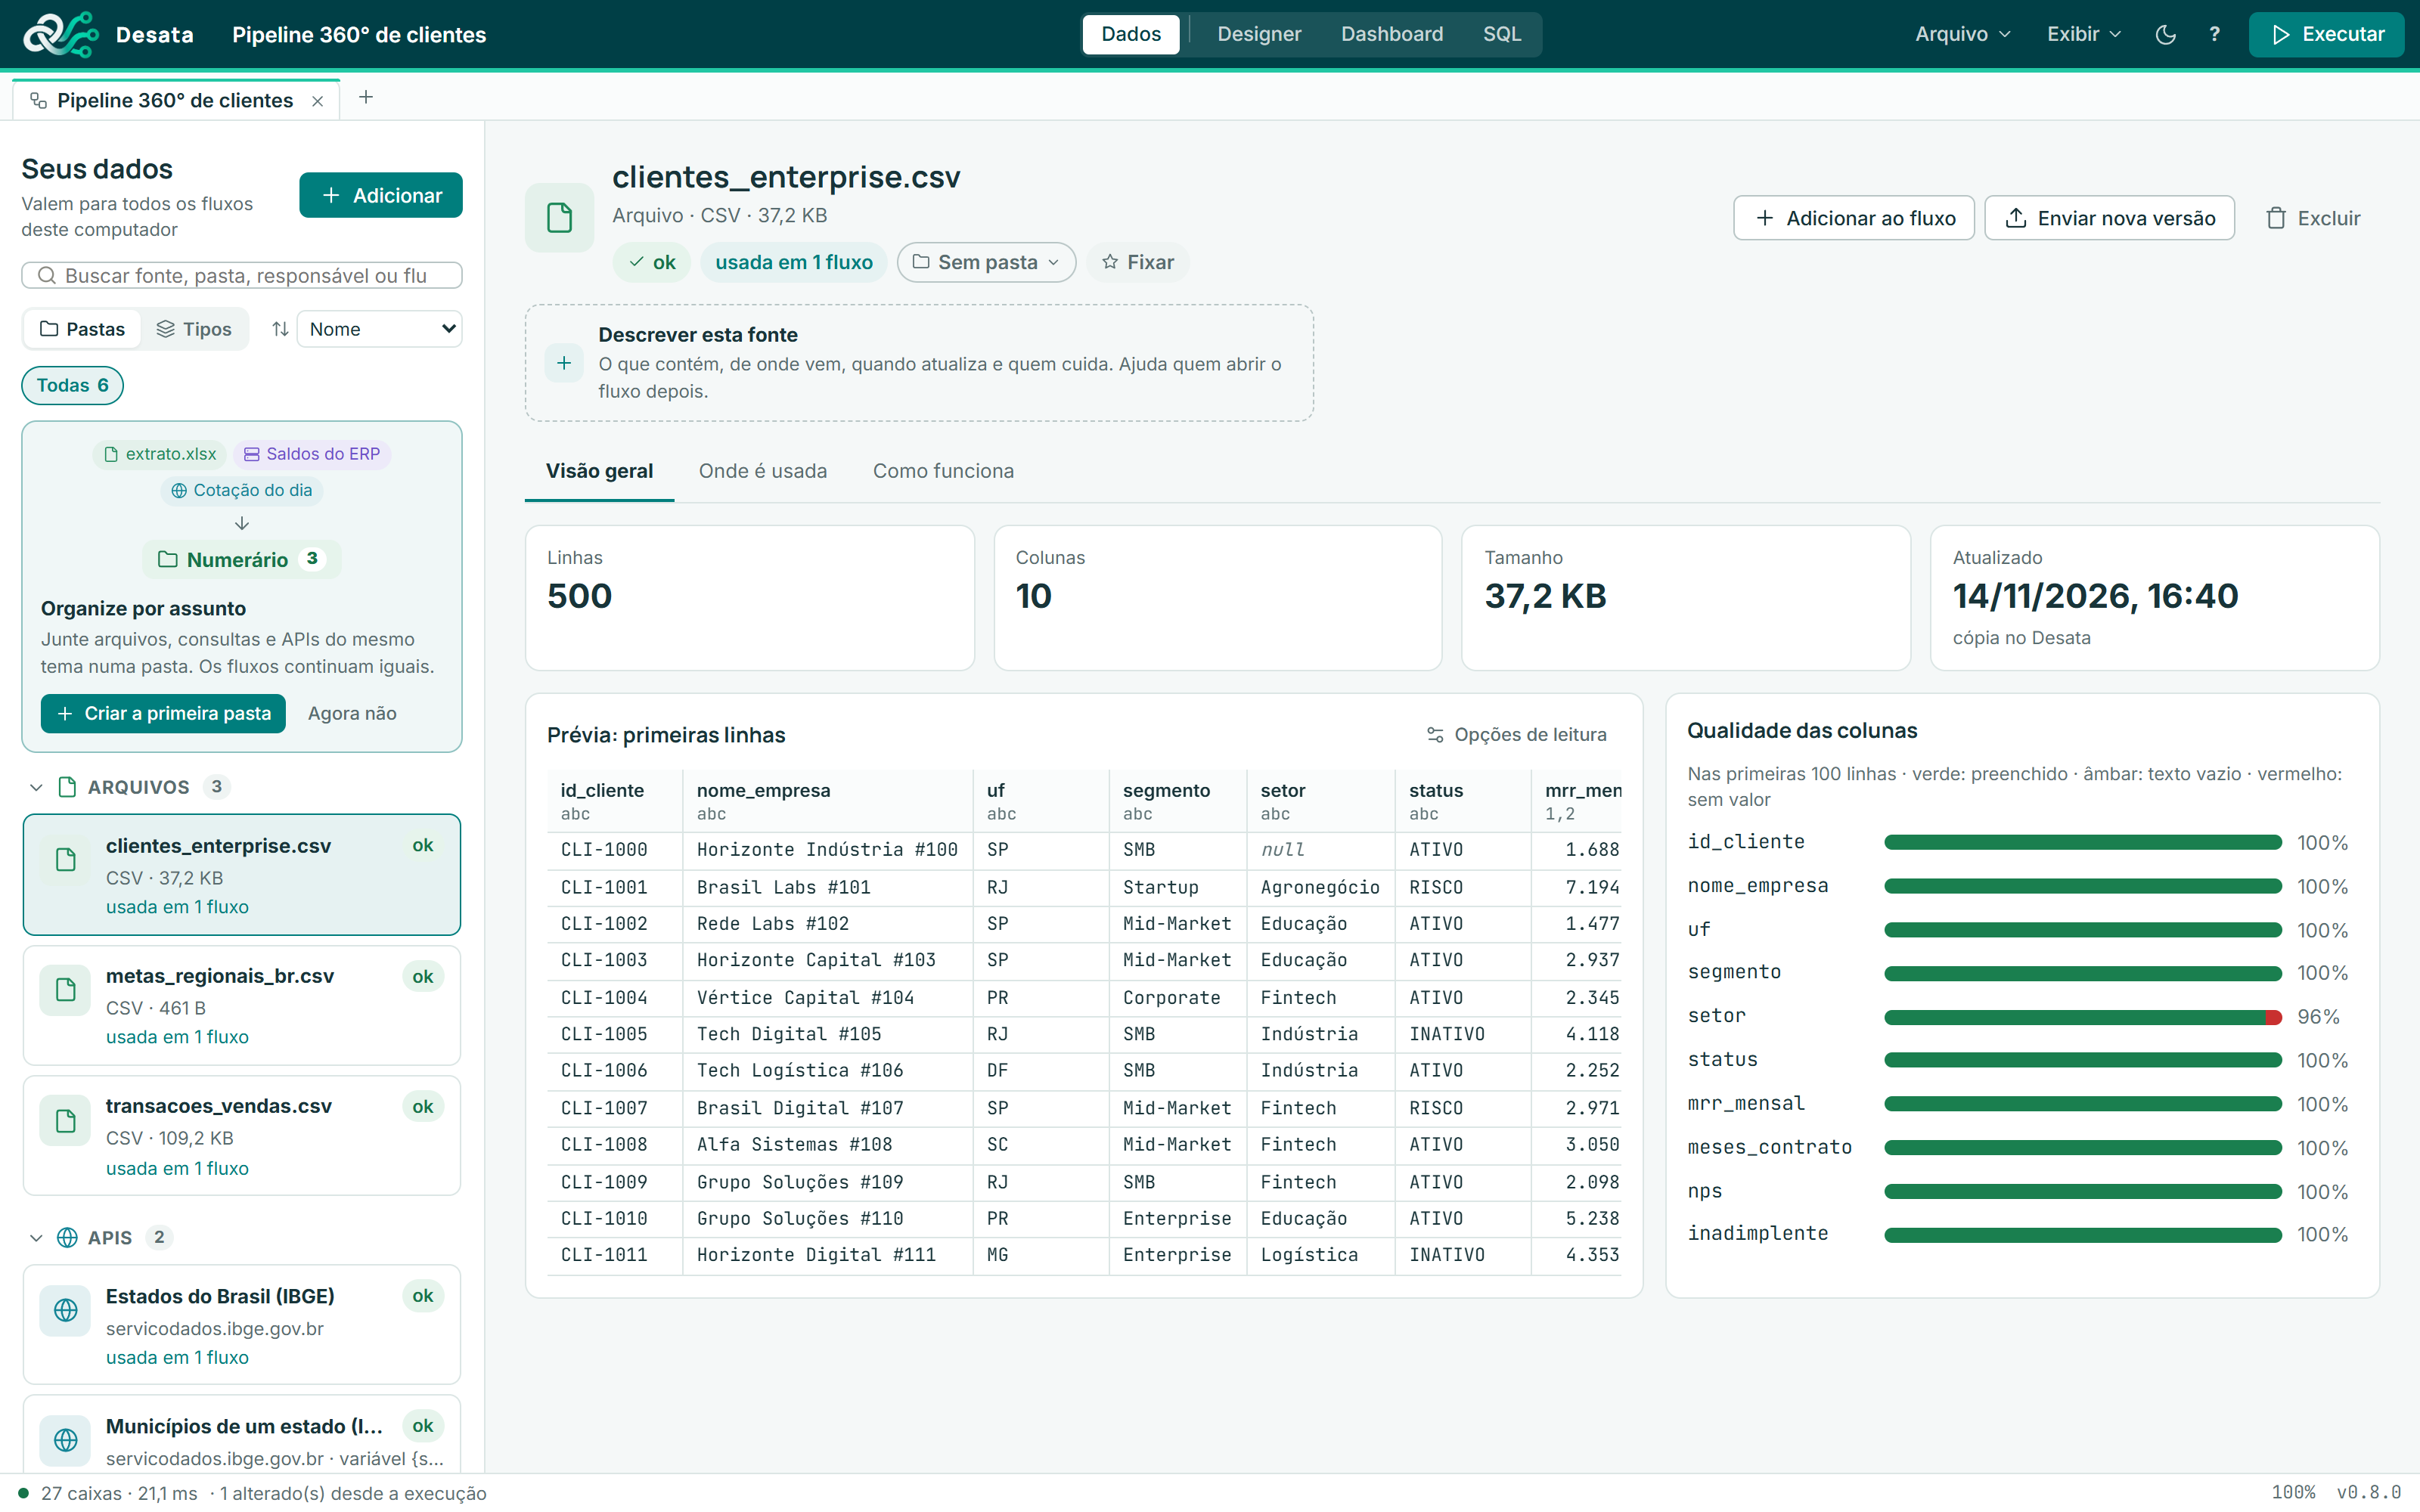 Desata
Pipeline 360° de clientes
Dados
Designer
Dashboard
SQL
Arquivo
Exibir
?
Executar
Pipeline 360° de clientes
Seus dados
Valem para todos os fluxos
deste computador
Adicionar
Buscar fonte, pasta, responsável ou flu
Pastas
Tipos
Nome
Todas 6
extrato.xlsx
Saldos do ERP
Cotação do dia
Numerário 3
Organize por assunto
Junte arquivos, consultas e APIs do mesmo
tema numa pasta. Os fluxos continuam iguais.
Criar a primeira pasta
Agora não
ARQUIVOS 3
clientes_enterprise.csv ok
CSV · 37,2 KB
usada em 1 fluxo
metas_regionais_br.csv ok
CSV · 461 B
usada em 1 fluxo
transacoes_vendas.csv ok
CSV · 109,2 KB
usada em 1 fluxo
APIS 2
Estados do Brasil (IBGE) ok
servicodados.ibge.gov.br
usada em 1 fluxo
Municípios de um estado (I... ok
servicodados.ibge.gov.br · variável {s...
clientes_enterprise.csv
Arquivo · CSV · 37,2 KB
ok
usada em 1 fluxo
Sem pasta
Fixar
Adicionar ao fluxo
Enviar nova versão
Excluir
Descrever esta fonte
O que contém, de onde vem, quando atualiza e quem cuida. Ajuda quem abrir o
fluxo depois.
Visão geral
Onde é usada
Como funciona
Linhas
500
Colunas
10
Tamanho
37,2 KB
Atualizado
14/11/2026, 16:40
cópia no Desata
Prévia: primeiras linhas
Opções de leitura
id_cliente nome_empresa uf segmento setor status mrr_men
abc abc abc abc abc abc 1,2
CLI-1000 Horizonte Indústria #100 SP SMB null ATIVO 1.688
CLI-1001 Brasil Labs #101 RJ Startup Agronegócio RISCO 7.194
CLI-1002 Rede Labs #102 SP Mid-Market Educação ATIVO 1.477
CLI-1003 Horizonte Capital #103 SP Mid-Market Educação ATIVO 2.937
CLI-1004 Vértice Capital #104 PR Corporate Fintech ATIVO 2.345
CLI-1005 Tech Digital #105 RJ SMB Indústria INATIVO 4.118
CLI-1006 Tech Logística #106 DF SMB Indústria ATIVO 2.252
CLI-1007 Brasil Digital #107 SP Mid-Market Fintech RISCO 2.971
CLI-1008 Alfa Sistemas #108 SC Mid-Market Fintech ATIVO 3.050
CLI-1009 Grupo Soluções #109 RJ SMB Fintech ATIVO 2.098
CLI-1010 Grupo Soluções #110 PR Enterprise Educação ATIVO 5.238
CLI-1011 Horizonte Digital #111 MG Enterprise Logística INATIVO 4.353
Qualidade das colunas
Nas primeiras 100 linhas · verde: preenchido · âmbar: texto vazio · vermelho:
sem valor
id_cliente 100%
nome_empresa 100%
uf 100%
segmento 100%
setor 96%
status 100%
mrr_mensal 100%
meses_contrato 100%
nps 100%
inadimplente 100%
27 caixas · 21,1 ms · 1 alterado(s) desde a execução
100% v0.8.0